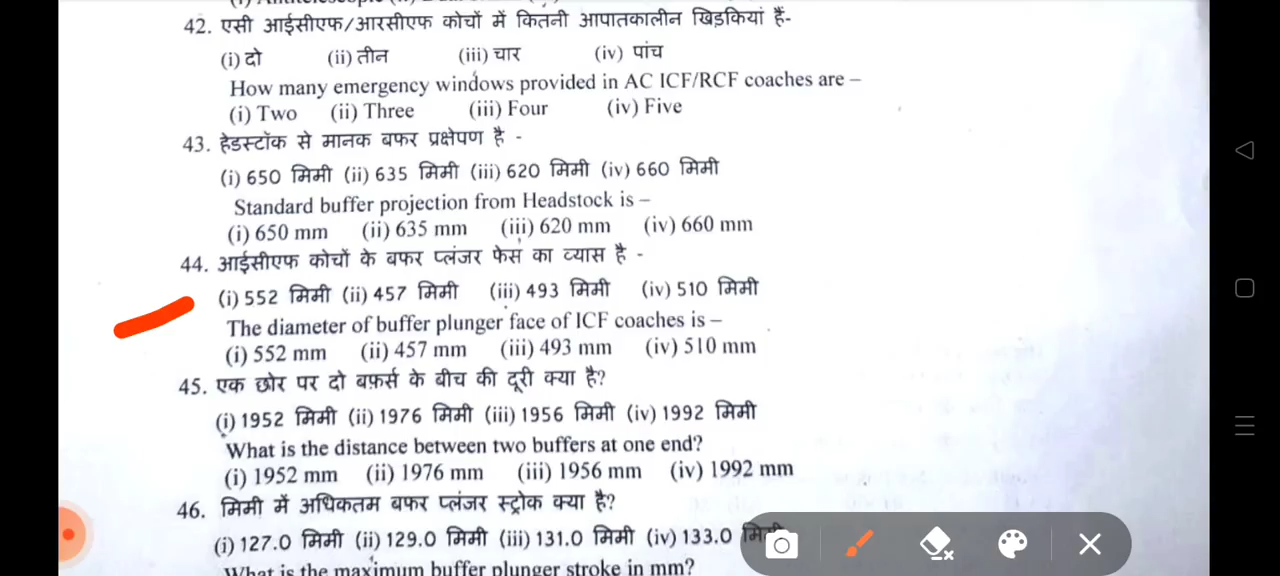 42. एसी आईसीएफ/आरसीएफ कोचों में कितनी आपातकालीन खिड़कियां हैं-
(i) दो (ii) तीन (iii) चार (iv) पांच
How many emergency windows provided in AC ICF/RCF coaches are –
(i) Two (ii) Three (iii) Four (iv) Five
43. हेडस्टॉक से मानक बफर प्रक्षेपण है -
(i) 650 मिमी (ii) 635 मिमी (iii) 620 मिमी (iv) 660 मिमी
Standard buffer projection from Headstock is –
(i) 650 mm (ii) 635 mm (iii) 620 mm (iv) 660 mm
44. आईसीएफ कोचों के बफर प्लंजर फेस का व्यास है -
(i) 552 मिमी (ii) 457 मिमी (iii) 493 मिमी (iv) 510 मिमी
The diameter of buffer plunger face of ICF coaches is –
(i) 552 mm (ii) 457 mm (iii) 493 mm (iv) 510 mm
45. एक छोर पर दो बफ़र्स के बीच की दूरी क्या है?
(i) 1952 मिमी (ii) 1976 मिमी (iii) 1956 मिमी (iv) 1992 मिमी
What is the distance between two buffers at one end?
(i) 1952 mm (ii) 1976 mm (iii) 1956 mm (iv) 1992 mm
46. मिमी में अधिकतम बफर प्लंजर स्ट्रोक क्या है?
(i) 127.0 मिमी (ii) 129.0 मिमी (iii) 131.0 मिमी (iv) 133.0 मिमी
What is the maximum buffer plunger stroke in mm?